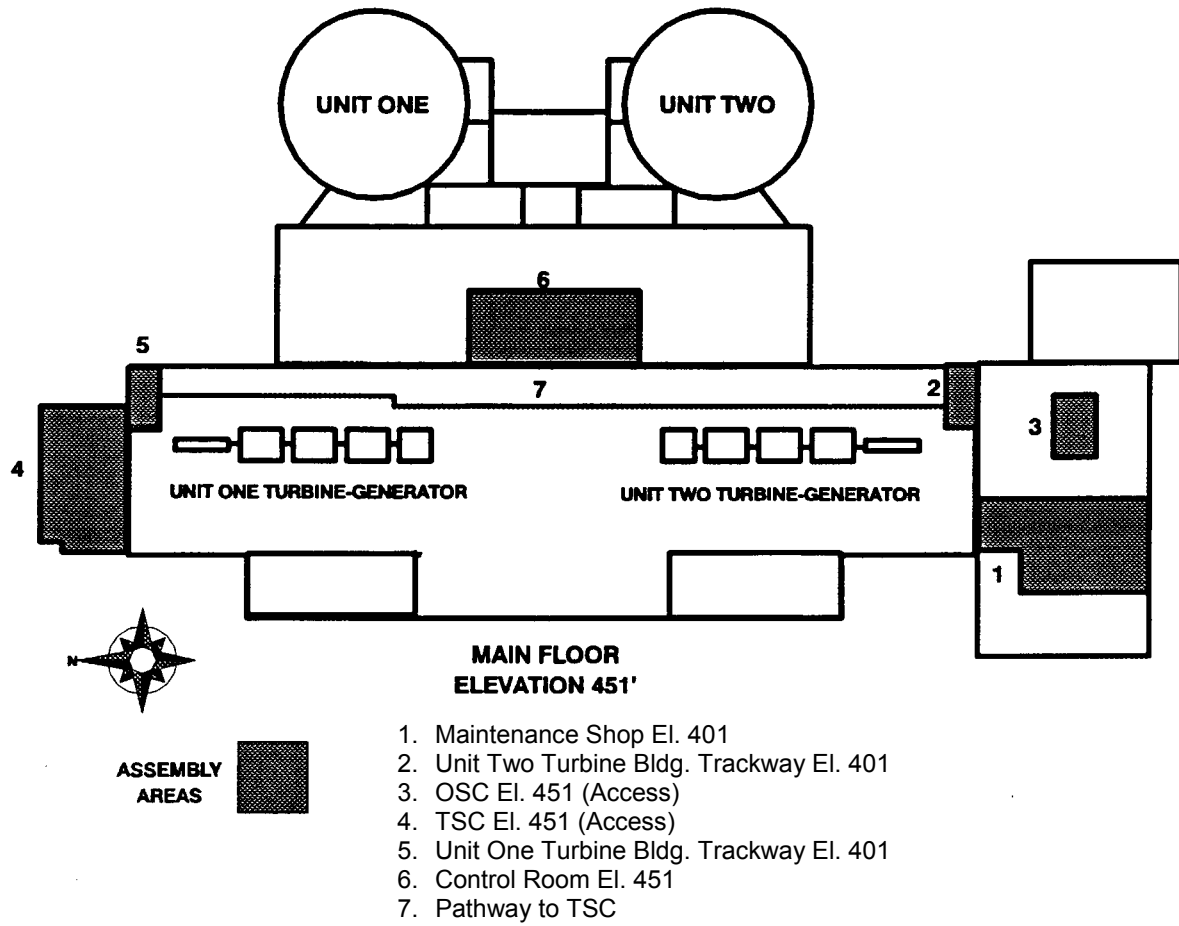 UNIT ONE
UNIT TWO
6
5
7
2
3
4
UNIT ONE TURBINE-GENERATOR
UNIT TWO TURBINE-GENERATOR
1
N
MAIN FLOOR
ELEVATION 451'
ASSEMBLY
AREAS
1. Maintenance Shop El. 401
2. Unit Two Turbine Bldg. Trackway El. 401
3. OSC El. 451 (Access)
4. TSC El. 451 (Access)
5. Unit One Turbine Bldg. Trackway El. 401
6. Control Room El. 451
7. Pathway to TSC